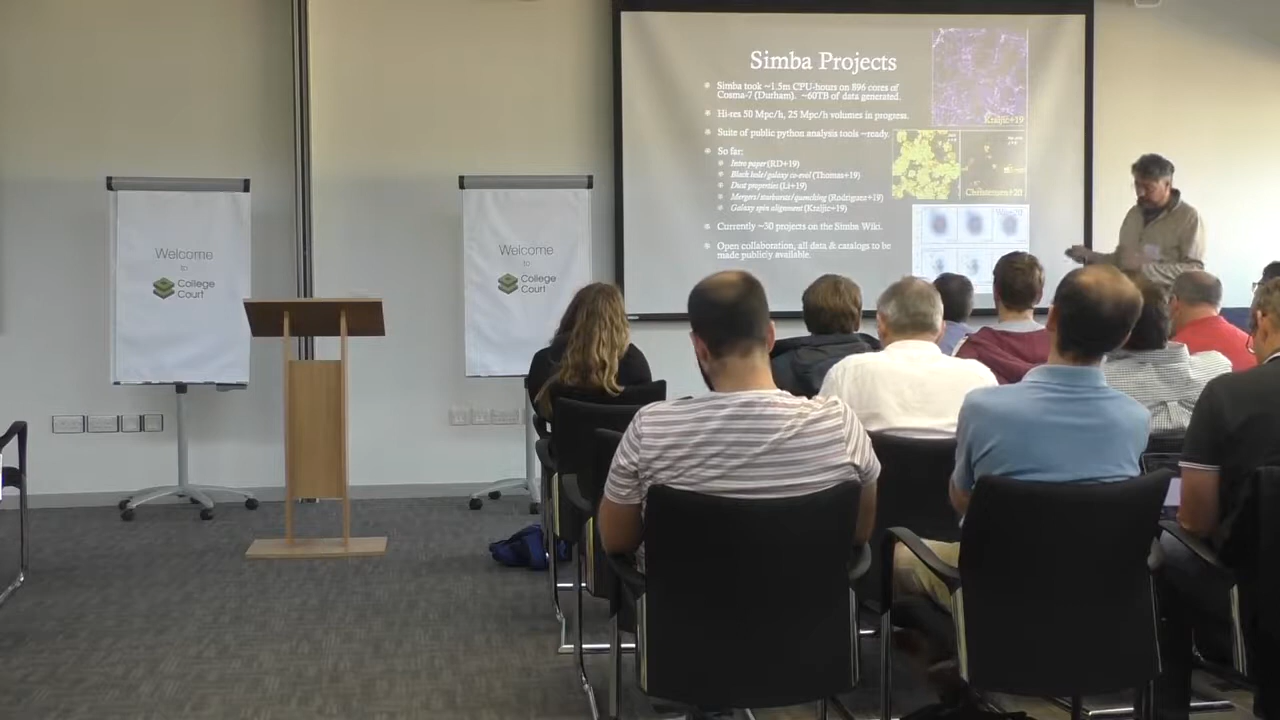 Simba Projects
Simba took ~1.5m CPU-hours on 896 cores of
Cosma-7 (Durham). ~60TB of data generated.
Hi-res 50 Mpc/h, 25 Mpc/h volumes in progress.
Suite of public python analysis tools ~ready.
So far:
Intro paper (RD+19)
Black hole/galaxy co-evol (Thomas+19)
Dust properties (Li+19)
Mergers/starbursts/quenching (Rodriguez+19)
Galaxy spin alignment (Kraljic+19)
Currently ~30 projects on the Simba Wiki.
Open collaboration, all data & catalogs to be
made publicly available.
Kraljic+19
Christensen+20
Welcome
to
College
Court
Welcome
to
College
Court